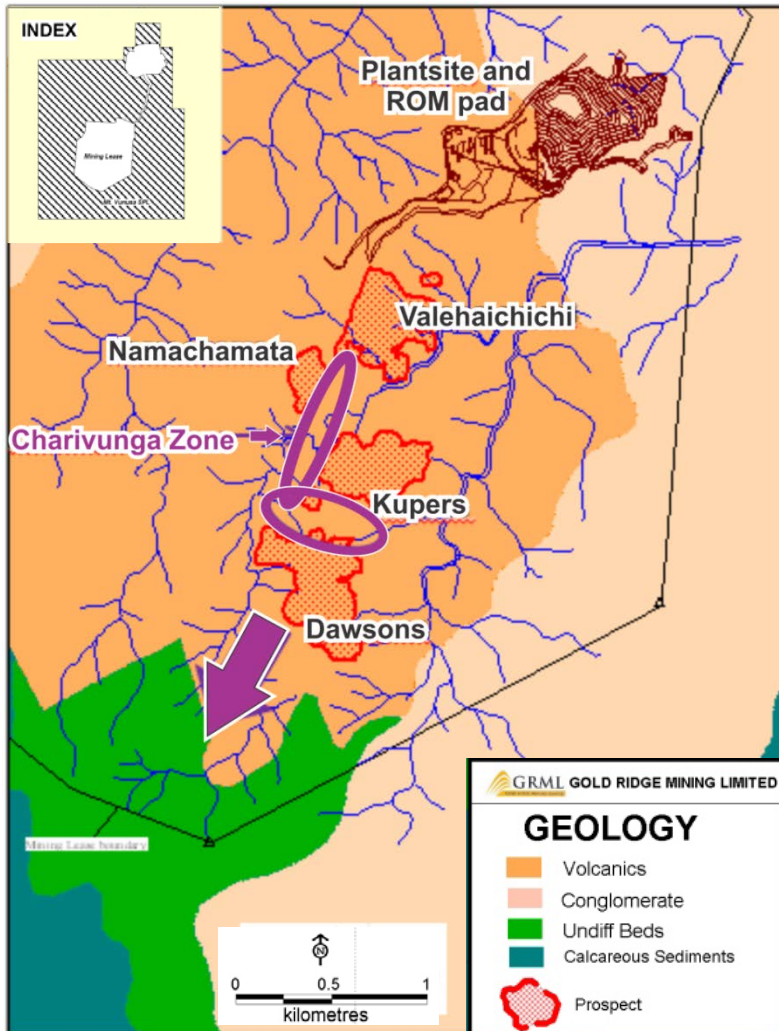 INDEX
Mining Lease
Plantsite and
ROM pad
Valehaichichi
Namachamata
Charivunga Zone
Kupers
Dawsons
Mining Lease boundary
N
0 0.5 1
kilometres
GRML GOLD RIDGE MINING LIMITED
GEOLOGY
Volcanics
Conglomerate
Undiff Beds
Calcareous Sediments
Prospect